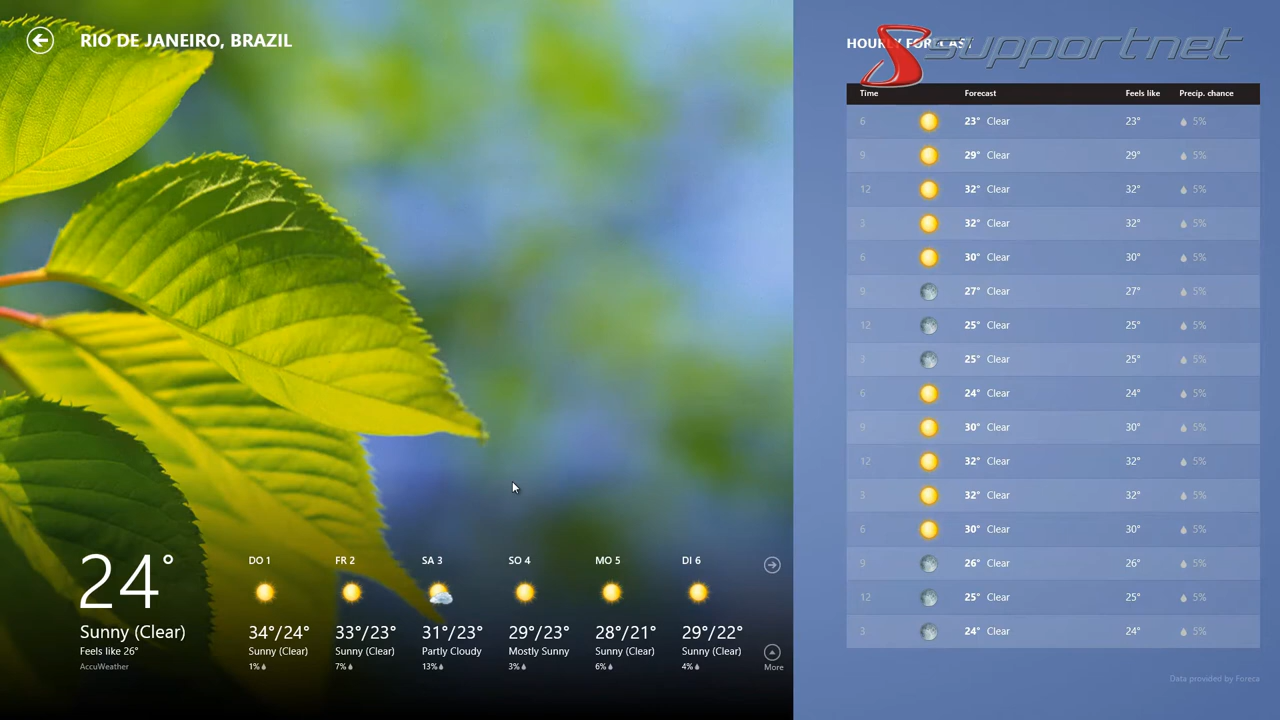 RIO DE JANEIRO, BRAZIL
24°
Sunny (Clear)
Feels like 26°
AccuWeather
DO 1
34°/24°
Sunny (Clear)
1%
FR 2
33°/23°
Sunny (Clear)
7%
SA 3
31°/23°
Partly Cloudy
13%
SO 4
29°/23°
Mostly Sunny
3%
MO 5
28°/21°
Sunny (Clear)
6%
DI 6
29°/22°
Sunny (Clear)
4%
More
HOURLY FORECAST
supportnet
Time Forecast Feels like Precip. chance
6 23° Clear 23° 5%
9 29° Clear 29° 5%
12 32° Clear 32° 5%
3 32° Clear 32° 5%
6 30° Clear 30° 5%
9 27° Clear 27° 5%
12 25° Clear 25° 5%
3 25° Clear 25° 5%
6 24° Clear 24° 5%
9 30° Clear 30° 5%
12 32° Clear 32° 5%
3 32° Clear 32° 5%
6 30° Clear 30° 5%
9 26° Clear 26° 5%
12 25° Clear 25° 5%
3 24° Clear 24° 5%
Data provided by Foreca